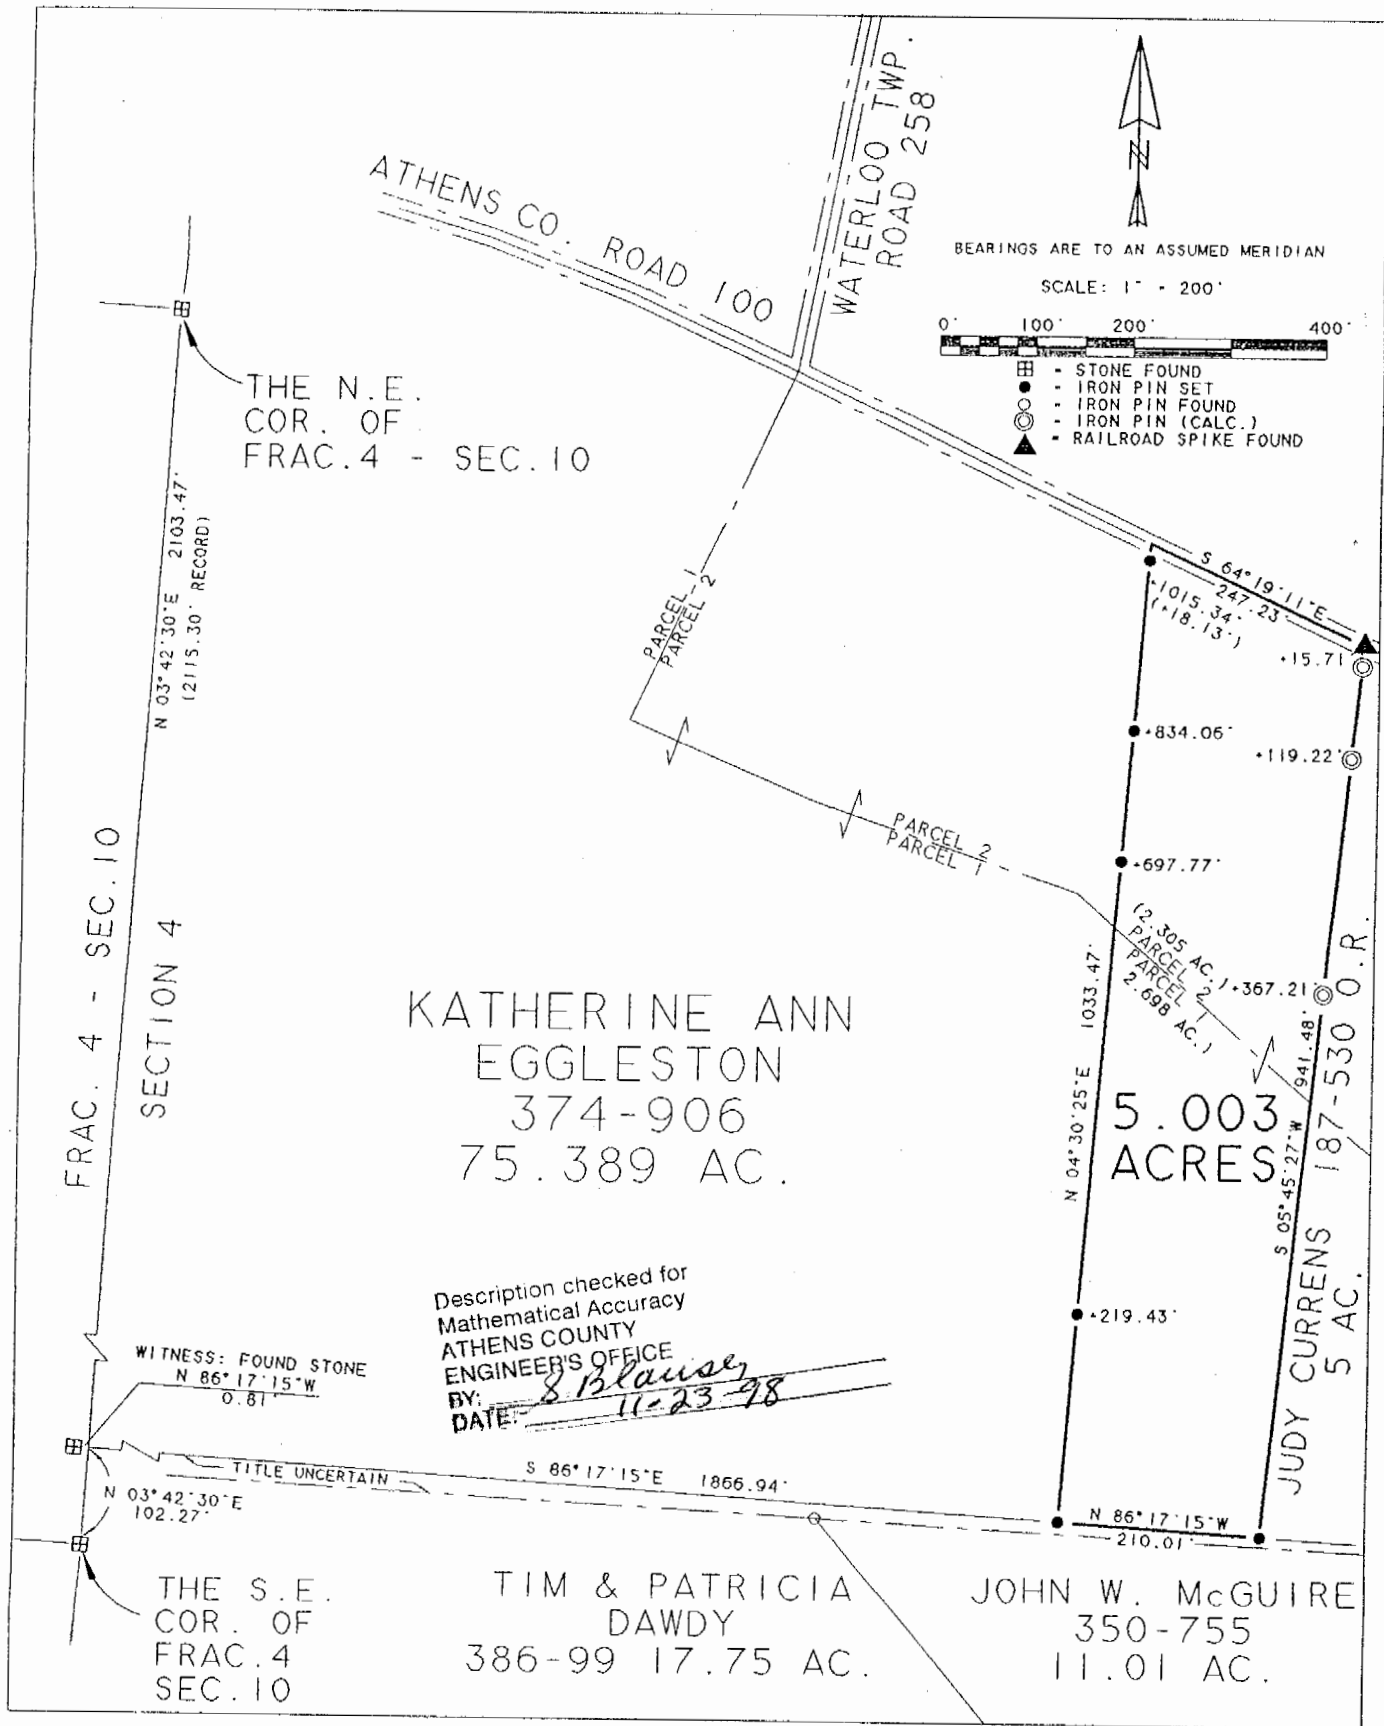 WATERLOO TWP.
ROAD 258
ATHENS CO. ROAD 100
N
BEARINGS ARE TO AN ASSUMED MERIDIAN
SCALE: 1" - 200'
0' 100' 200' 400'
- STONE FOUND
- IRON PIN SET
- IRON PIN FOUND
- IRON PIN (CALC.)
- RAILROAD SPIKE FOUND
THE N.E.
COR. OF
FRAC.4 - SEC.10
N 03°42'30"E 2103.47'
(2115.30' RECORD)
S 64°19'11"E
247.23'
+1015.34'
(+18.13')
+15.71'
PARCEL 1
PARCEL 2
+834.06'
+119.22'
PARCEL 2
PARCEL 1
+697.77'
(2.305 AC.)
PARCEL 2
PARCEL 1
2.698 AC.)
+367.21'
FRAC. 4 - SEC.10
SECTION 4
KATHERINE ANN
EGGLESTON
374-906
75.389 AC.
N 04°30'25"E 1033.47'
5.003
ACRES
S 05°45'27"W 941.48'
JUDY CURRENS 187-530 O.R.
5 AC.
Description checked for
Mathematical Accuracy
ATHENS COUNTY
ENGINEER'S OFFICE
BY: S Blauser
DATE: 11-23-98
+219.43'
WITNESS: FOUND STONE
N 86°17'15"W
0.81'
TITLE UNCERTAIN
S 86°17'15"E 1866.94'
N 86°17'15"W
210.01'
N 03°42'30"E
102.27'
THE S.E.
COR. OF
FRAC.4
SEC.10
TIM & PATRICIA
DAWDY
386-99 17.75 AC.
JOHN W. McGUIRE
350-755
11.01 AC.